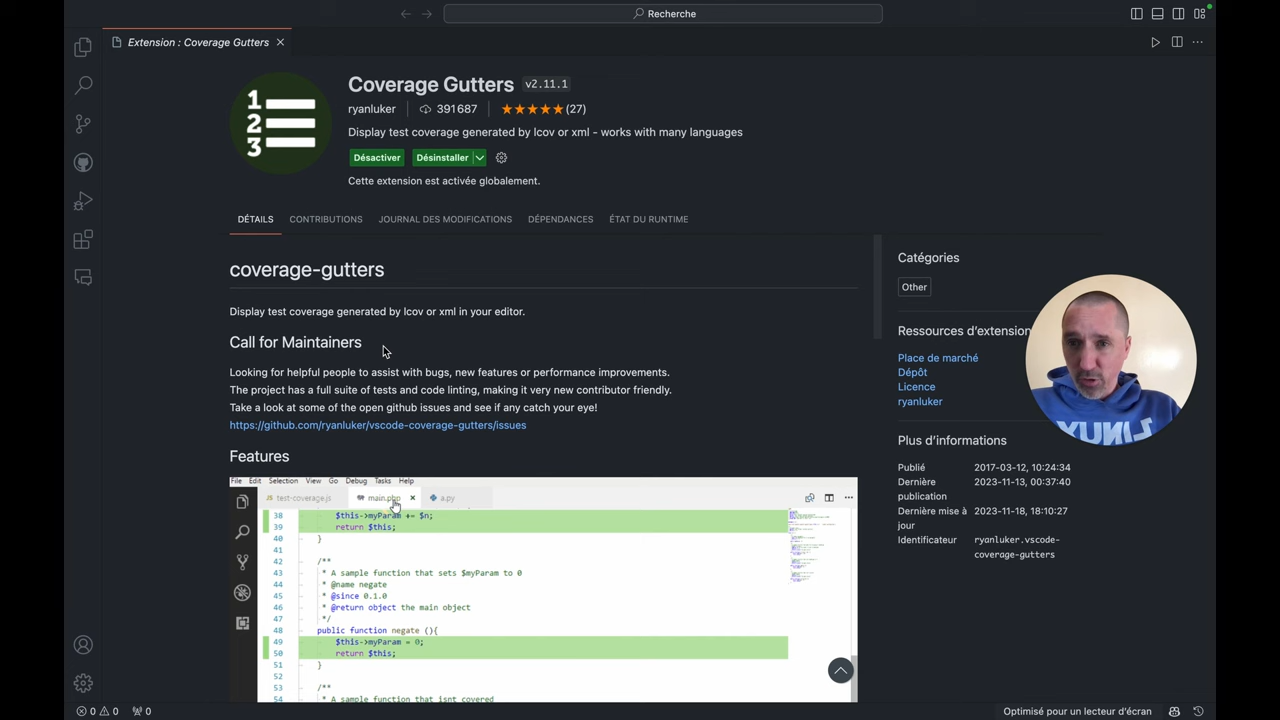 Recherche
Extension : Coverage Gutters
1
2
3
Coverage Gutters v2.11.1
ryanluker 391 687 ★★★★★ (27)
Display test coverage generated by lcov or xml - works with many languages
Désactiver Désinstaller
Cette extension est activée globalement.
DÉTAILS CONTRIBUTIONS JOURNAL DES MODIFICATIONS DÉPENDANCES ÉTAT DU RUNTIME
coverage-gutters
Display test coverage generated by lcov or xml in your editor.
Call for Maintainers
Looking for helpful people to assist with bugs, new features or performance improvements.
The project has a full suite of tests and code linting, making it very new contributor friendly.
Take a look at some of the open github issues and see if any catch your eye!
https://github.com/ryanluker/vscode-coverage-gutters/issues
Features
File Edit Selection View Go Debug Tasks Help
JS test-coverage.js main.php a.py
38 $this->myParam += $n;
39 return $this;
40 }
41
42 /**
43 * A sample function that sets $myParam to 0
44 * @name negate
45 * @since 0.1.0
46 * @return object the main object
47 */
48 public function negate (){
49 $this->myParam = 0;
50 return $this;
51 }
52
53 /**
54 * A sample function that isnt covered
Catégories
Other
Ressources d'extension
Place de marché
Dépôt
Licence
ryanluker
LINUX
Plus d'informations
Publié 2017-03-12, 10:24:34
Dernière publication 2023-11-13, 00:37:40
Dernière mise à jour 2023-11-18, 18:10:27
Identificateur ryanluker.vscode-
coverage-gutters
0 0 0
Optimisé pour un lecteur d'écran